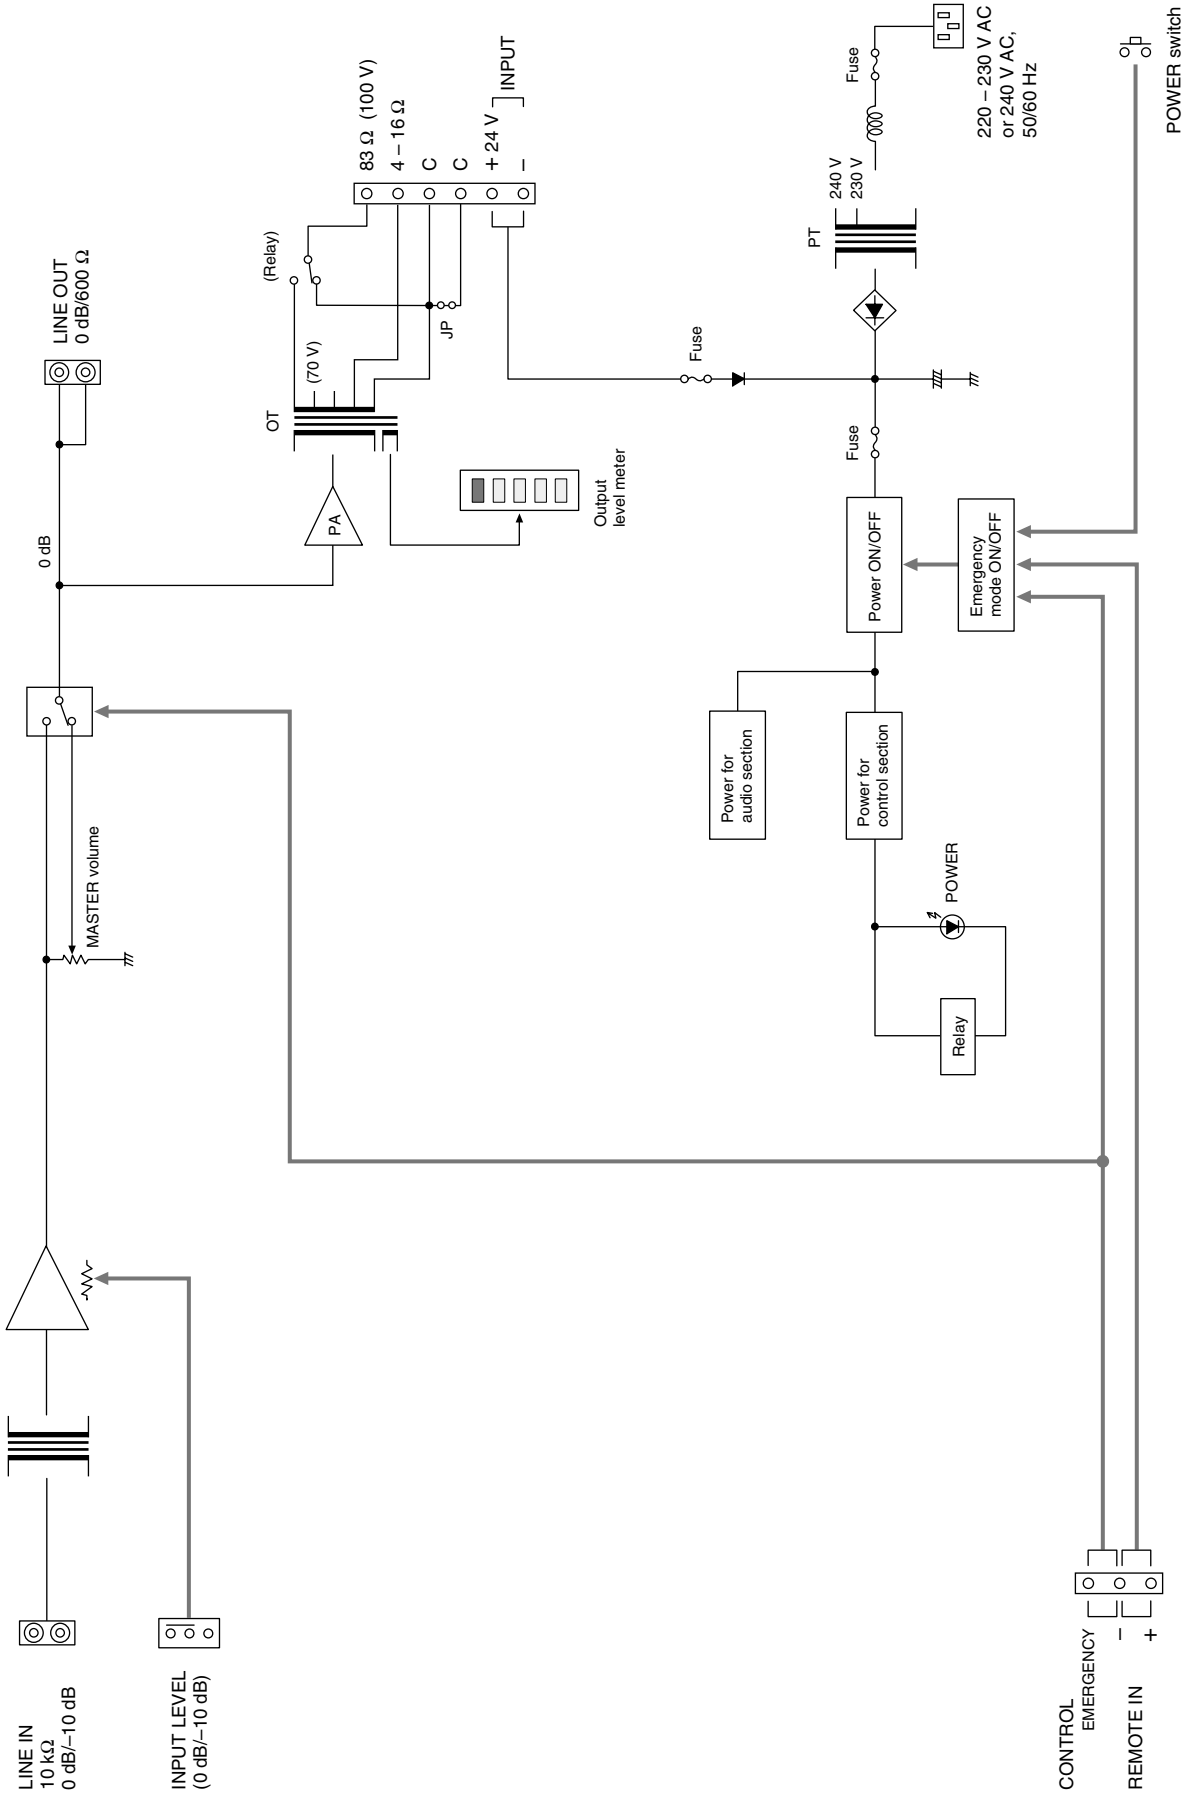 LINE IN
10 kΩ
0 dB/–10 dB
INPUT LEVEL
(0 dB/–10 dB)
MASTER volume
0 dB
LINE OUT
0 dB/600 Ω
PA
OT
(70 V)
(Relay)
JP
83 Ω (100 V)
4 – 16 Ω
C
C
+ 24 V
–
INPUT
Output
level meter
Fuse
Fuse
Fuse
PT
240 V
230 V
220 – 230 V AC
or 240 V AC,
50/60 Hz
Power ON/OFF
Emergency
mode ON/OFF
Power for
audio section
Power for
control section
POWER
Relay
POWER switch
CONTROL
EMERGENCY
–
+
REMOTE IN